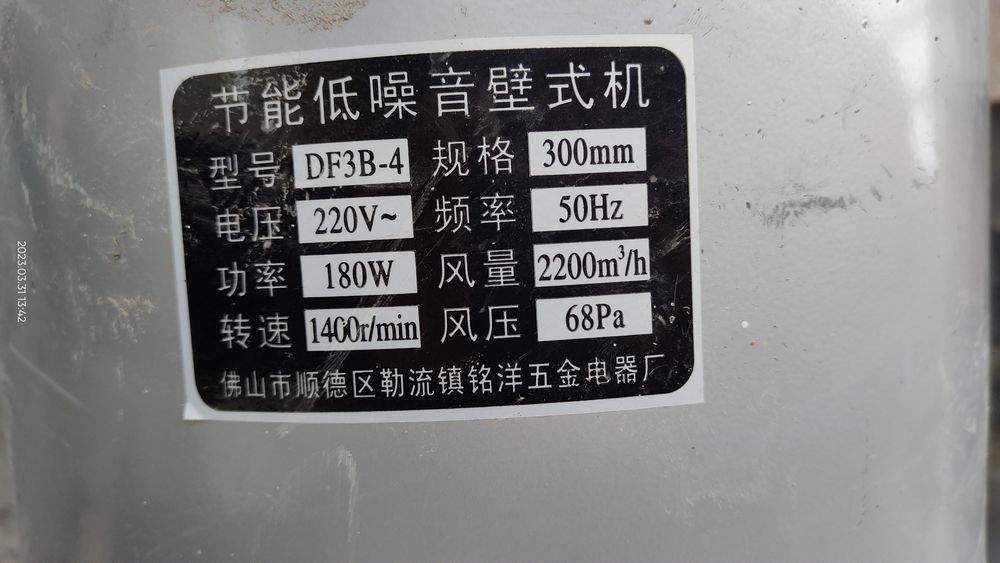 节能低噪音壁式机
型号 DF3B-4 规格 300mm
电压 220V~ 频率 50Hz
功率 180W 风量 2200m³/h
转速 1400r/min 风压 68Pa
佛山市顺德区勒流镇铭洋五金电器厂
2023.03.31 13:42